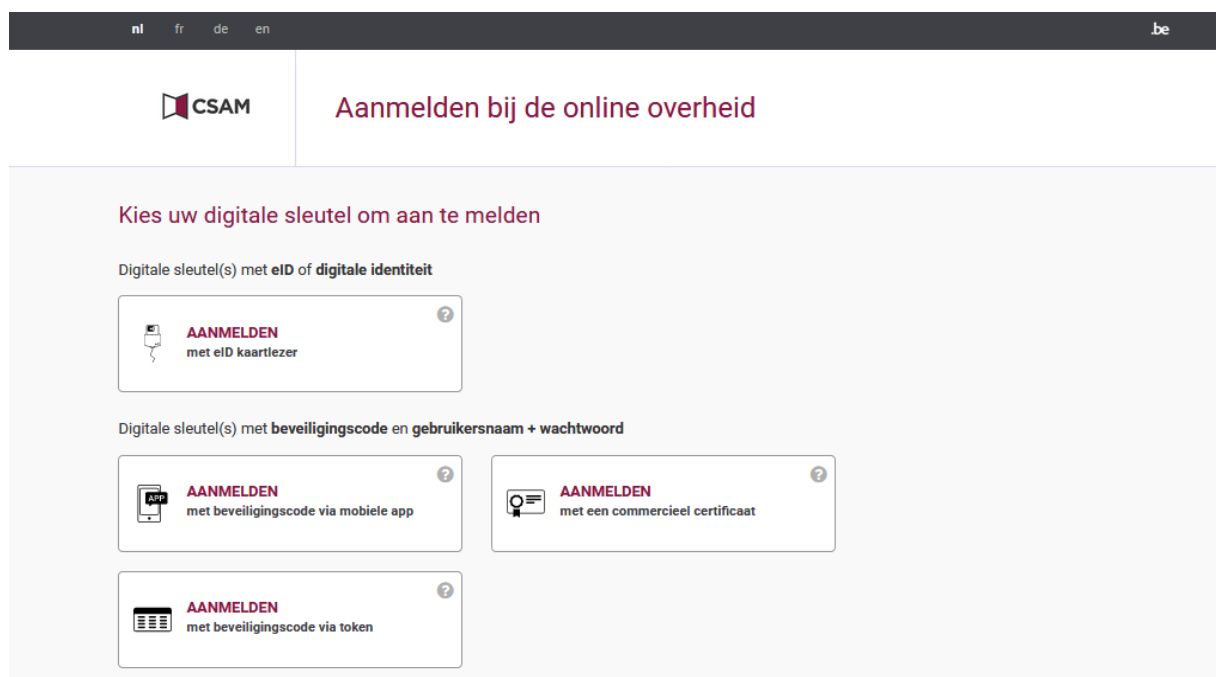 nl fr de en .be
CSAM
Aanmelden bij de online overheid
Kies uw digitale sleutel om aan te melden
Digitale sleutel(s) met eID of digitale identiteit
?
AANMELDEN
met eID kaartlezer
Digitale sleutel(s) met beveiligingscode en gebruikersnaam + wachtwoord
?
APP
AANMELDEN
met beveiligingscode via mobiele app
?
AANMELDEN
met een commercieel certificaat
?
AANMELDEN
met beveiligingscode via token